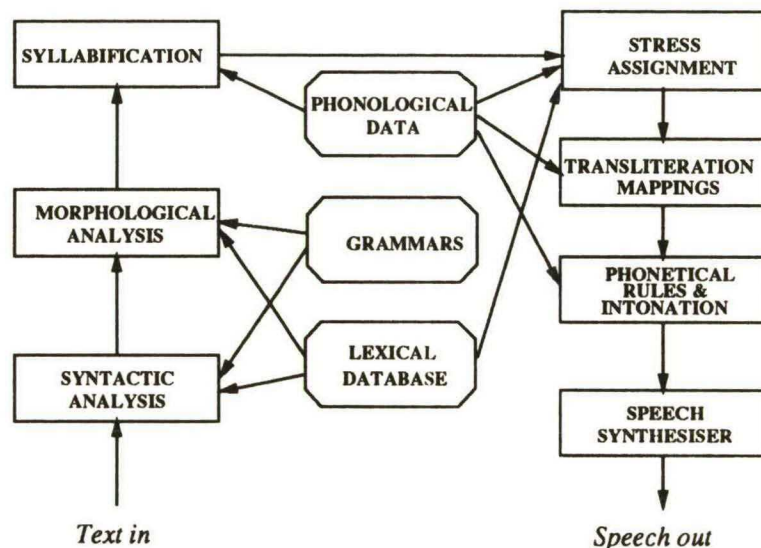 SYLLABIFICATION
STRESS
ASSIGNMENT
PHONOLOGICAL
DATA
TRANSLITERATION
MAPPINGS
MORPHOLOGICAL
ANALYSIS
GRAMMARS
PHONETICAL
RULES &
INTONATION
LEXICAL
DATABASE
SYNTACTIC
ANALYSIS
SPEECH
SYNTHESISER
Text in
Speech out